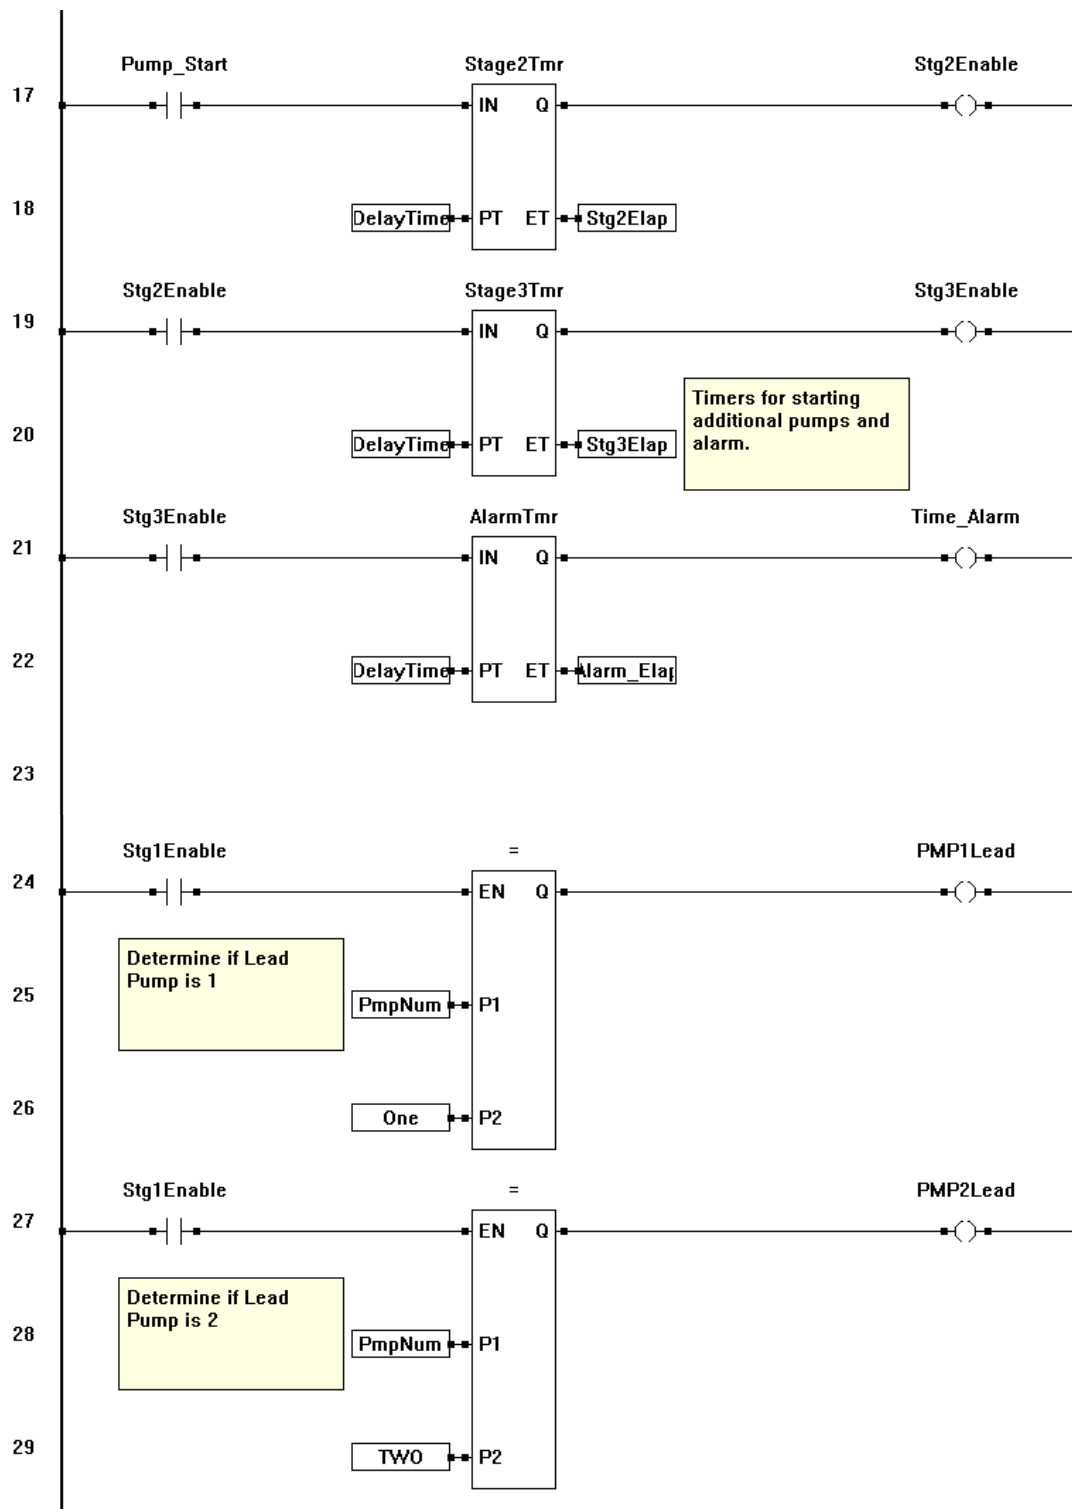 Pump_Start Stage2Tmr Stg2Enable
17 IN Q
18 DelayTime PT ET Stg2Elap
Stg2Enable Stage3Tmr Stg3Enable
19 IN Q
Timers for starting
additional pumps and
alarm.
20 DelayTime PT ET Stg3Elap
Stg3Enable AlarmTmr Time_Alarm
21 IN Q
22 DelayTime PT ET Alarm_Elap
23
Stg1Enable = PMP1Lead
24 EN Q
Determine if Lead
Pump is 1
25 PmpNum P1
26 One P2
Stg1Enable = PMP2Lead
27 EN Q
Determine if Lead
Pump is 2
28 PmpNum P1
29 TWO P2